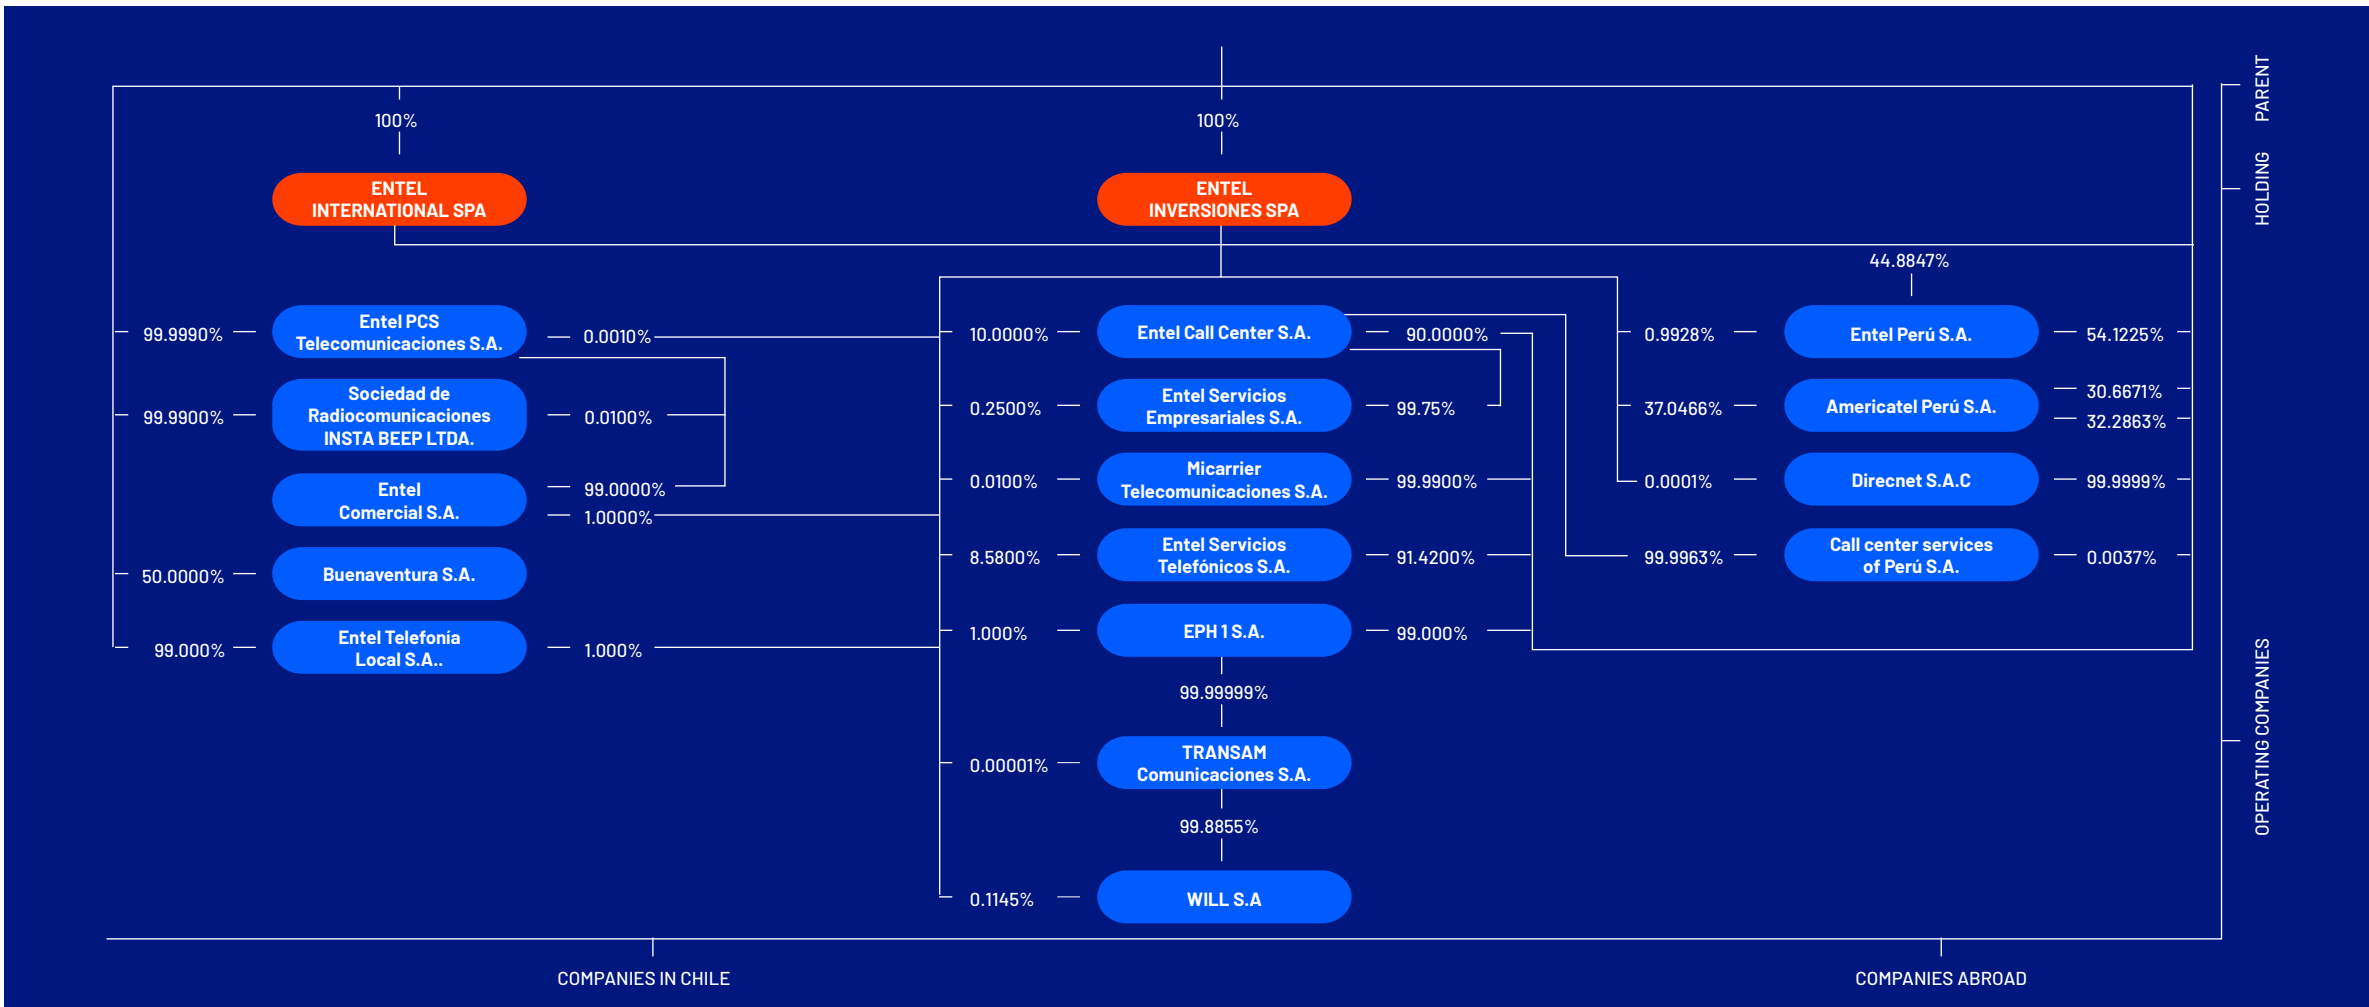 PARENT
100%
100%
HOLDING
ENTEL
INTERNATIONAL SPA
ENTEL
INVERSIONES SPA
44.8847%
99.9990%
Entel PCS
Telecomunicaciones S.A.
0.0010%
10.0000%
Entel Call Center S.A.
90.0000%
0.9928%
Entel Perú S.A.
54.1225%
99.9900%
Sociedad de
Radiocomunicaciones
INSTA BEEP LTDA.
0.0100%
0.2500%
Entel Servicios
Empresariales S.A.
99.75%
37.0466%
Americatel Perú S.A.
30.6671%
32.2863%
Entel
Comercial S.A.
99.0000%
1.0000%
0.0100%
Micarrier
Telecomunicaciones S.A.
99.9900%
0.0001%
Direcnet S.A.C
99.9999%
50.0000%
Buenaventura S.A.
8.5800%
Entel Servicios
Telefónicos S.A.
91.4200%
99.9963%
Call center services
of Perú S.A.
0.0037%
99.000%
Entel Telefonía
Local S.A..
1.000%
1.000%
EPH 1 S.A.
99.000%
99.99999%
OPERATING COMPANIES
0.00001%
TRANSAM
Comunicaciones S.A.
99.8855%
0.1145%
WILL S.A
COMPANIES IN CHILE
COMPANIES ABROAD